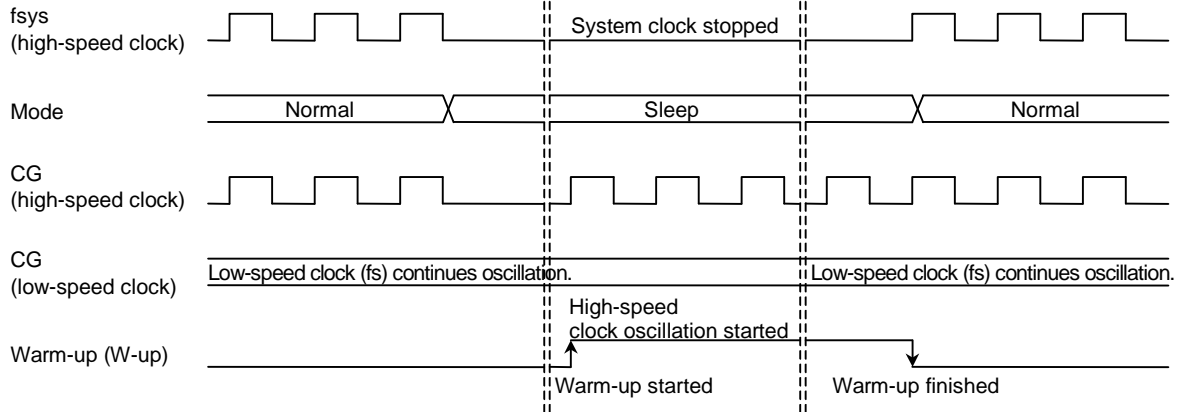 fsys
(high-speed clock)
System clock stopped
Mode
Normal
Sleep
Normal
CG
(high-speed clock)
CG
(low-speed clock)
Low-speed clock (fs) continues oscillation.
Low-speed clock (fs) continues oscillation.
High-speed
clock oscillation started
Warm-up (W-up)
Warm-up started
Warm-up finished